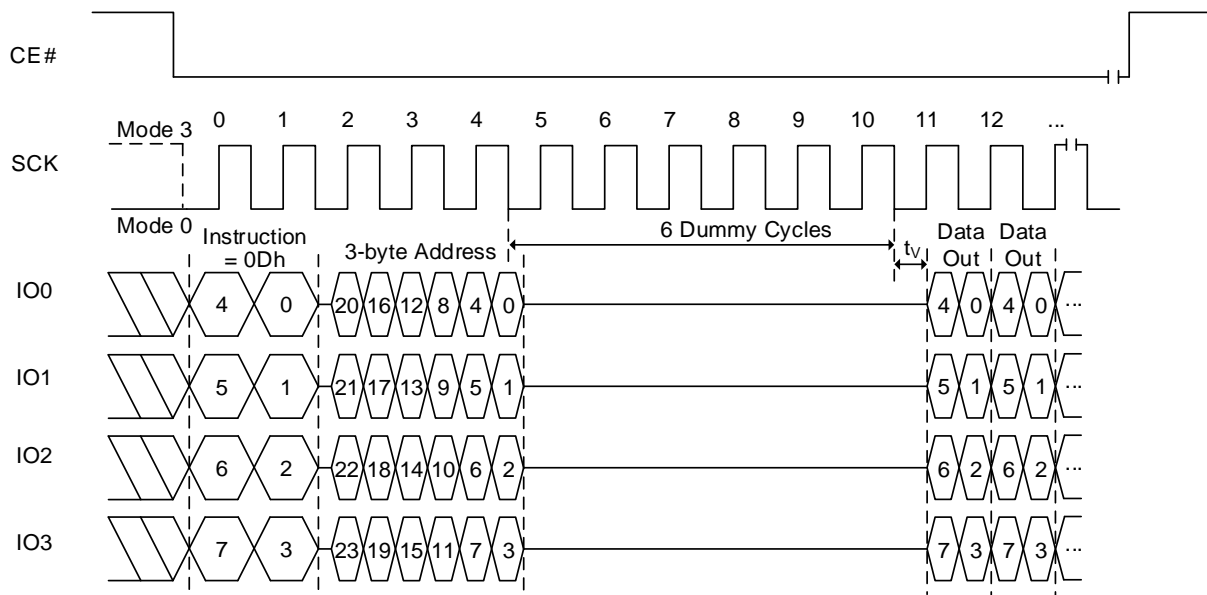 CE#
0 1 2 3 4 5 6 7 8 9 10 11 12 ...
Mode 3
SCK
Mode 0
Instruction
= 0Dh
3-byte Address
6 Dummy Cycles
tV
Data
Out
Data
Out
IO0
4 0 20 16 12 8 4 0 4 0 4 0 ...
IO1
5 1 21 17 13 9 5 1 5 1 5 1 ...
IO2
6 2 22 18 14 10 6 2 6 2 6 2 ...
IO3
7 3 23 19 15 11 7 3 7 3 7 3 ...